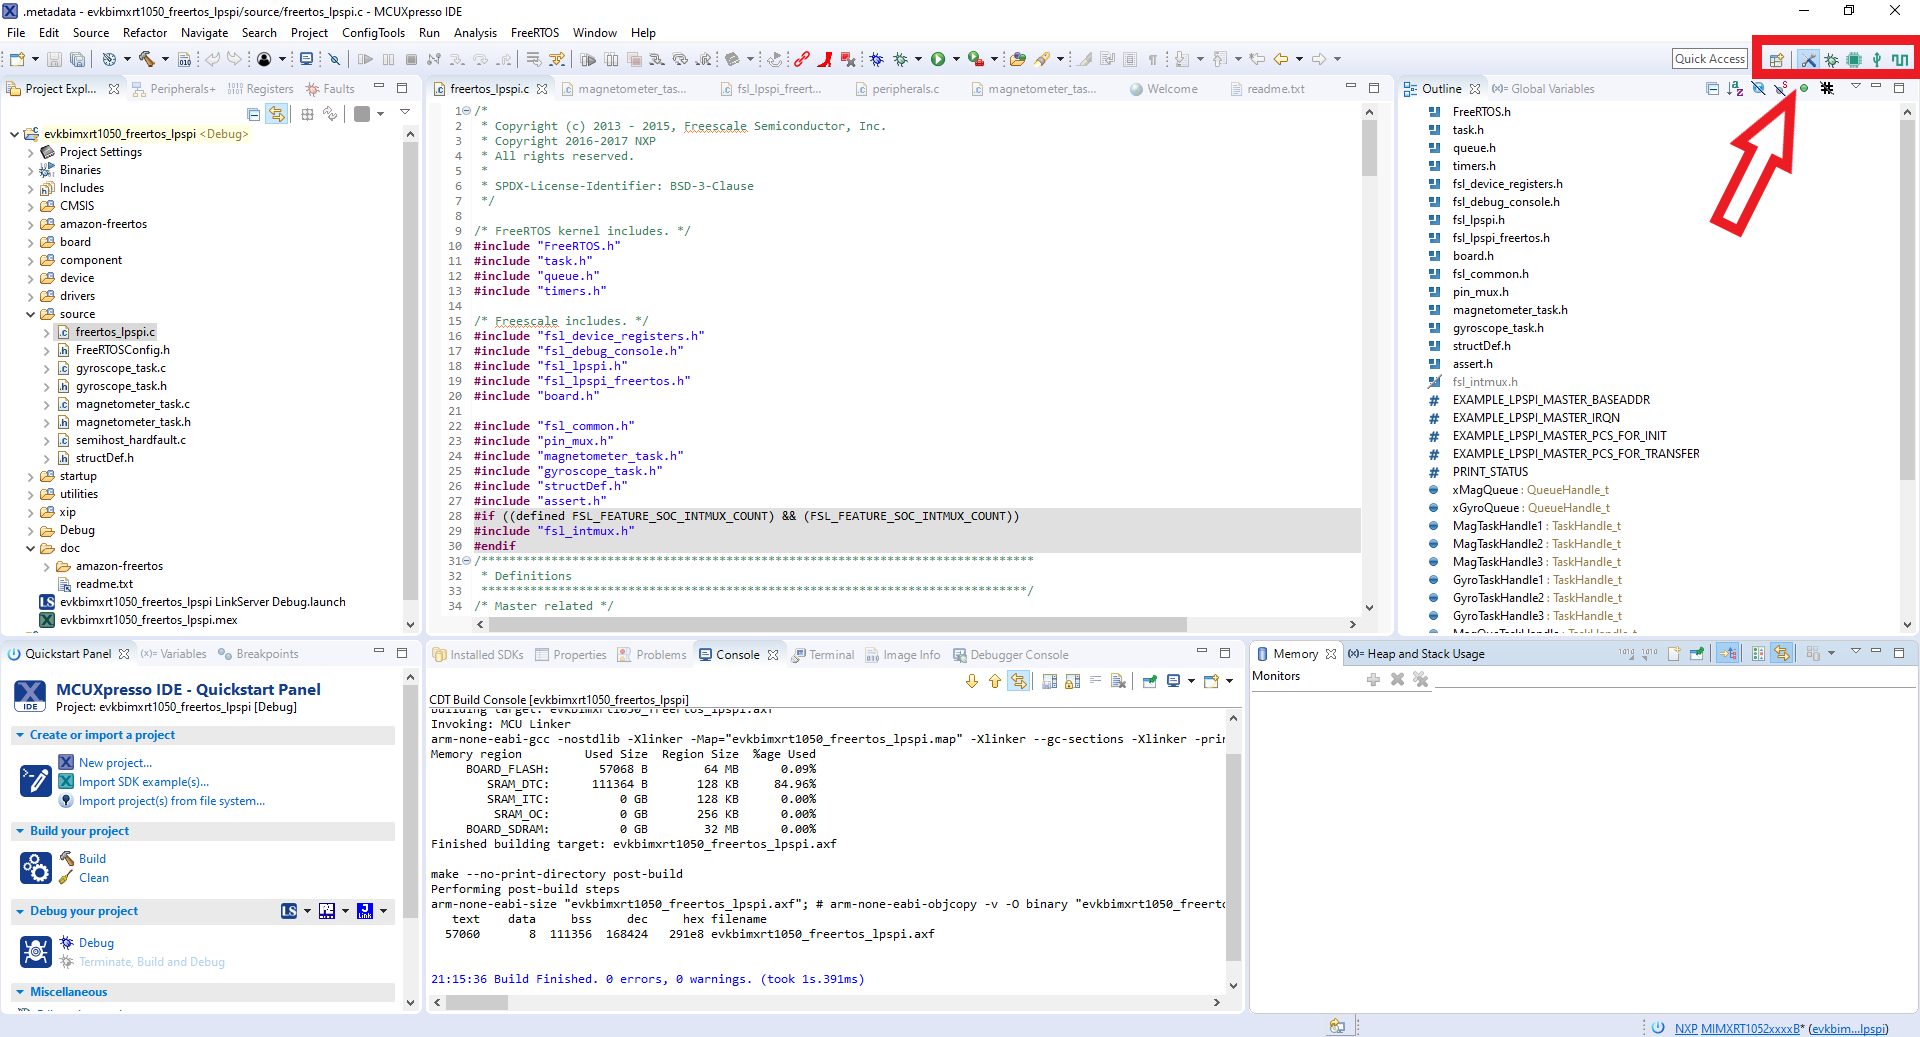 .metadata - evkbimxrt1050_freertos_lpspi/source/freertos_lpspi.c - MCUXpresso IDE
File Edit Source Refactor Navigate Search Project ConfigTools Run Analysis FreeRTOS Window Help
Quick Access
Project Expl... Peripherals+ Registers Faults
evkbimxrt1050_freertos_lpspi <Debug>
Project Settings
Binaries
Includes
CMSIS
amazon-freertos
board
component
device
drivers
source
freertos_lpspi.c
FreeRTOSConfig.h
gyroscope_task.c
gyroscope_task.h
magnetometer_task.c
magnetometer_task.h
semihost_hardfault.c
structDef.h
startup
utilities
xip
Debug
doc
amazon-freertos
readme.txt
evkbimxrt1050_freertos_lpspi LinkServer Debug.launch
evkbimxrt1050_freertos_lpspi.mex
freertos_lpspi.c magnetometer_tas... fsl_lpspi_freert... peripherals.c magnetometer_tas... Welcome readme.txt
1 /*
2 * Copyright (c) 2013 - 2015, Freescale Semiconductor, Inc.
3 * Copyright 2016-2017 NXP
4 * All rights reserved.
5 *
6 * SPDX-License-Identifier: BSD-3-Clause
7 */
8
9 /* FreeRTOS kernel includes. */
10 #include "FreeRTOS.h"
11 #include "task.h"
12 #include "queue.h"
13 #include "timers.h"
14
15 /* Freescale includes. */
16 #include "fsl_device_registers.h"
17 #include "fsl_debug_console.h"
18 #include "fsl_lpspi.h"
19 #include "fsl_lpspi_freertos.h"
20 #include "board.h"
21
22 #include "fsl_common.h"
23 #include "pin_mux.h"
24 #include "magnetometer_task.h"
25 #include "gyroscope_task.h"
26 #include "structDef.h"
27 #include "assert.h"
28 #if ((defined FSL_FEATURE_SOC_INTMUX_COUNT) && (FSL_FEATURE_SOC_INTMUX_COUNT))
29 #include "fsl_intmux.h"
30 #endif
31 /*******************************************************************************
32 * Definitions
33 ******************************************************************************/
34 /* Master related */
Outline Global Variables
FreeRTOS.h
task.h
queue.h
timers.h
fsl_device_registers.h
fsl_debug_console.h
fsl_lpspi.h
fsl_lpspi_freertos.h
board.h
fsl_common.h
pin_mux.h
magnetometer_task.h
gyroscope_task.h
structDef.h
assert.h
fsl_intmux.h
EXAMPLE_LPSPI_MASTER_BASEADDR
EXAMPLE_LPSPI_MASTER_IRQN
EXAMPLE_LPSPI_MASTER_PCS_FOR_INIT
EXAMPLE_LPSPI_MASTER_PCS_FOR_TRANSFER
PRINT_STATUS
xMagQueue : QueueHandle_t
xGyroQueue : QueueHandle_t
MagTaskHandle1 : TaskHandle_t
MagTaskHandle2 : TaskHandle_t
MagTaskHandle3 : TaskHandle_t
GyroTaskHandle1 : TaskHandle_t
GyroTaskHandle2 : TaskHandle_t
GyroTaskHandle3 : TaskHandle_t
MagQueTaskHandle : TaskHandle_t
Quickstart Panel (x)= Variables Breakpoints
MCUXpresso IDE - Quickstart Panel
Project: evkbimxrt1050_freertos_lpspi [Debug]
IDE
Create or import a project
New project...
Import SDK example(s)...
Import project(s) from file system...
Build your project
Build
Clean
Debug your project
Debug
Terminate, Build and Debug
Miscellaneous
Installed SDKs Properties Problems Console Terminal Image Info Debugger Console
CDT Build Console [evkbimxrt1050_freertos_lpspi]
Building target: evkbimxrt1050_freertos_lpspi.axf
Invoking: MCU Linker
arm-none-eabi-gcc -nostdlib -Xlinker -Map="evkbimxrt1050_freertos_lpspi.map" -Xlinker --gc-sections -Xlinker -prin
Memory region Used Size Region Size %age Used
BOARD_FLASH: 57068 B 64 MB 0.09%
SRAM_DTC: 111364 B 128 KB 84.96%
SRAM_ITC: 0 GB 128 KB 0.00%
SRAM_OC: 0 GB 256 KB 0.00%
BOARD_SDRAM: 0 GB 32 MB 0.00%
Finished building target: evkbimxrt1050_freertos_lpspi.axf
make --no-print-directory post-build
Performing post-build steps
arm-none-eabi-size "evkbimxrt1050_freertos_lpspi.axf"; # arm-none-eabi-objcopy -v -O binary "evkbimxrt1050_freerto
text data bss dec hex filename
57060 8 111356 168424 291e8 evkbimxrt1050_freertos_lpspi.axf
21:15:36 Build Finished. 0 errors, 0 warnings. (took 1s.391ms)
Memory (x)= Heap and Stack Usage
Monitors
NXP MIMXRT1052xxxxB* (evkbim...lpspi)